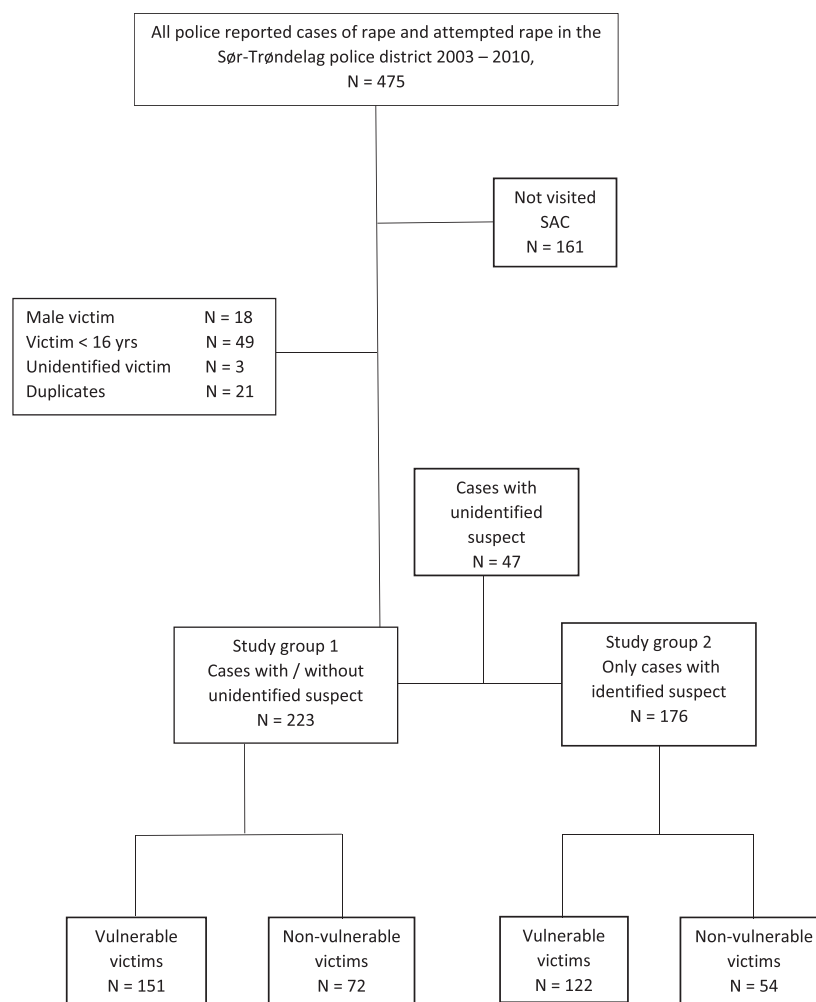 All police reported cases of rape and attempted rape in the
Sør-Trøndelag police district 2003 – 2010,
N = 475
Not visited
SAC
N = 161
Male victim N = 18
Victim < 16 yrs N = 49
Unidentified victim N = 3
Duplicates N = 21
Cases with
unidentified
suspect
N = 47
Study group 1
Cases with / without
unidentified suspect
N = 223
Study group 2
Only cases with
identified suspect
N = 176
Vulnerable
victims
N = 151
Non-vulnerable
victims
N = 72
Vulnerable
victims
N = 122
Non-vulnerable
victims
N = 54